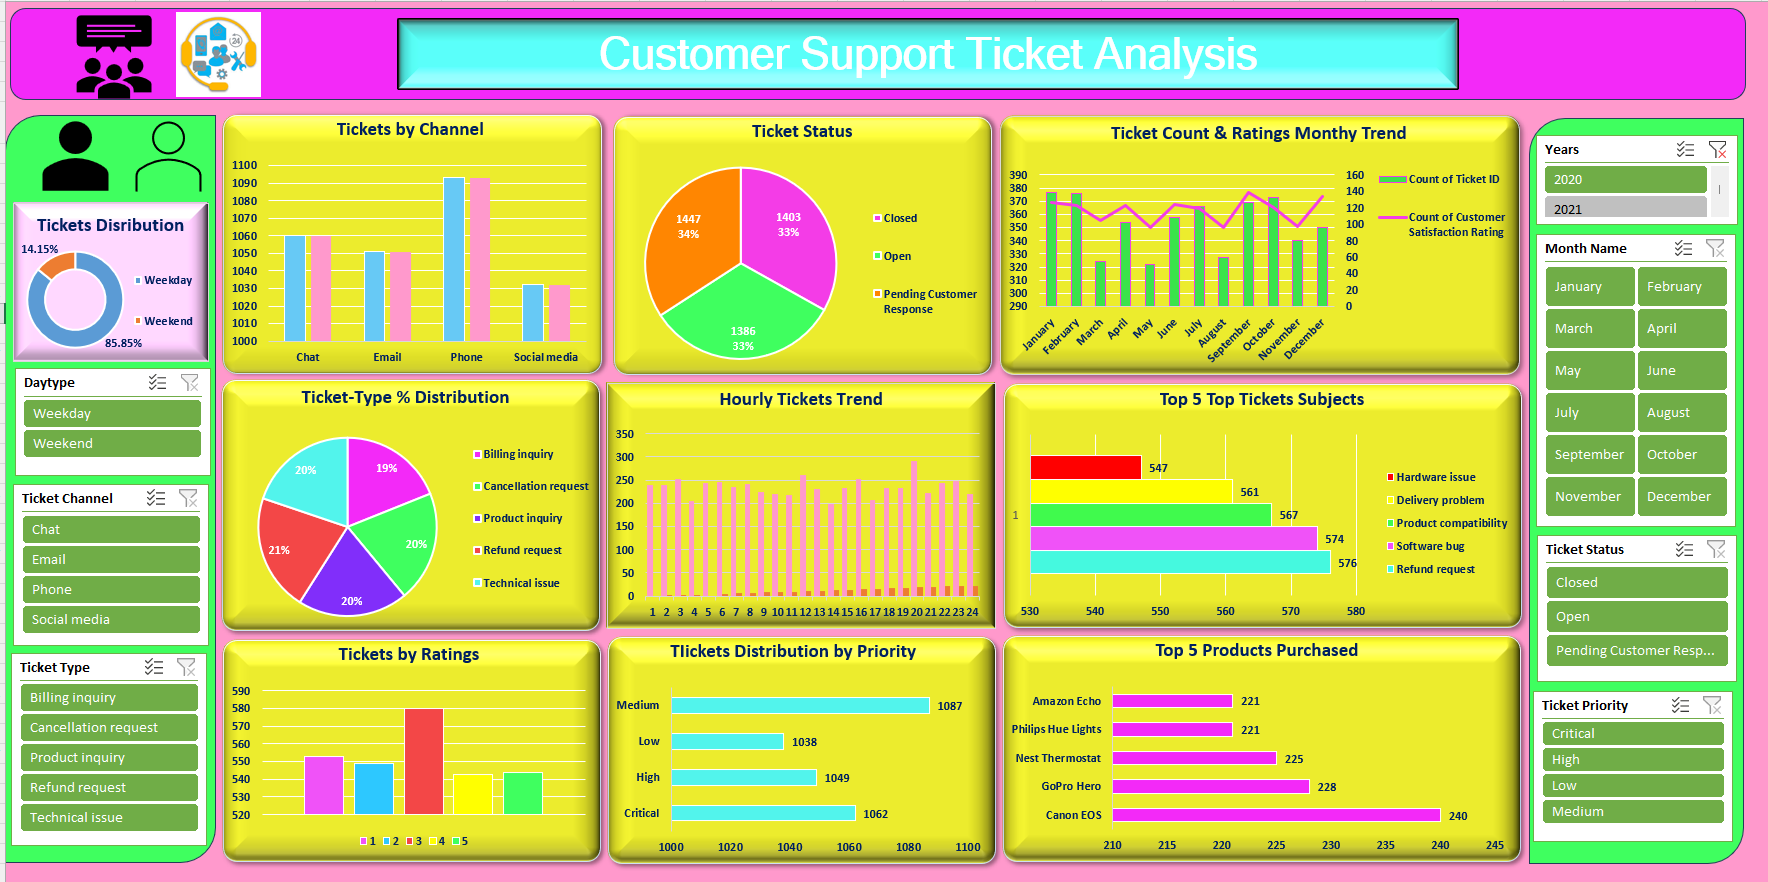 Customer Support Ticket Analysis
24
Tickets Disribution
14.15%
85.85%
Weekday
Weekend
Daytype
Weekday
Weekend
Ticket Channel
Chat
Email
Phone
Social media
Ticket Type
Billing inquiry
Cancellation request
Product inquiry
Refund request
Technical issue
Tickets by Channel
1100
1090
1080
1070
1060
1050
1040
1030
1020
1010
1000
Chat Email Phone Social media
Ticket Status
1447
34%
1403
33%
1386
33%
Closed
Open
Pending Customer
Response
Ticket Count & Ratings Monthy Trend
390
380
370
360
350
340
330
320
310
300
290
160
140
120
100
80
60
40
20
0
January February March April May June July August September October November December
Count of Ticket ID
Count of Customer
Satisfaction Rating
Ticket-Type % Distribution
19%
20%
20%
21%
20%
Billing inquiry
Cancellation request
Product inquiry
Refund request
Technical issue
Hourly Tickets Trend
350
300
250
200
150
100
50
0
1 2 3 4 5 6 7 8 9 10 11 12 13 14 15 16 17 18 19 20 21 22 23 24
Top 5 Top Tickets Subjects
547
561
567
574
576
1
530 540 550 560 570 580
Hardware issue
Delivery problem
Product compatibility
Software bug
Refund request
Tickets by Ratings
590
580
570
560
550
540
530
520
1 2 3 4 5
TIickets Distribution by Priority
Medium 1087
Low 1038
High 1049
Critical 1062
1000 1020 1040 1060 1080 1100
Top 5 Products Purchased
Amazon Echo 221
Philips Hue Lights 221
Nest Thermostat 225
GoPro Hero 228
Canon EOS 240
210 215 220 225 230 235 240 245
Years
2020
2021
Month Name
January February
March April
May June
July August
September October
November December
Ticket Status
Closed
Open
Pending Customer Resp...
Ticket Priority
Critical
High
Low
Medium